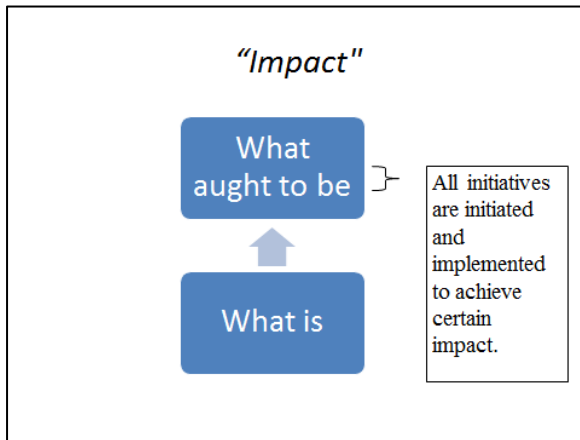 “Impact"
What
aught to be
All initiatives
are initiated
and
implemented
to achieve
certain
impact.
What is